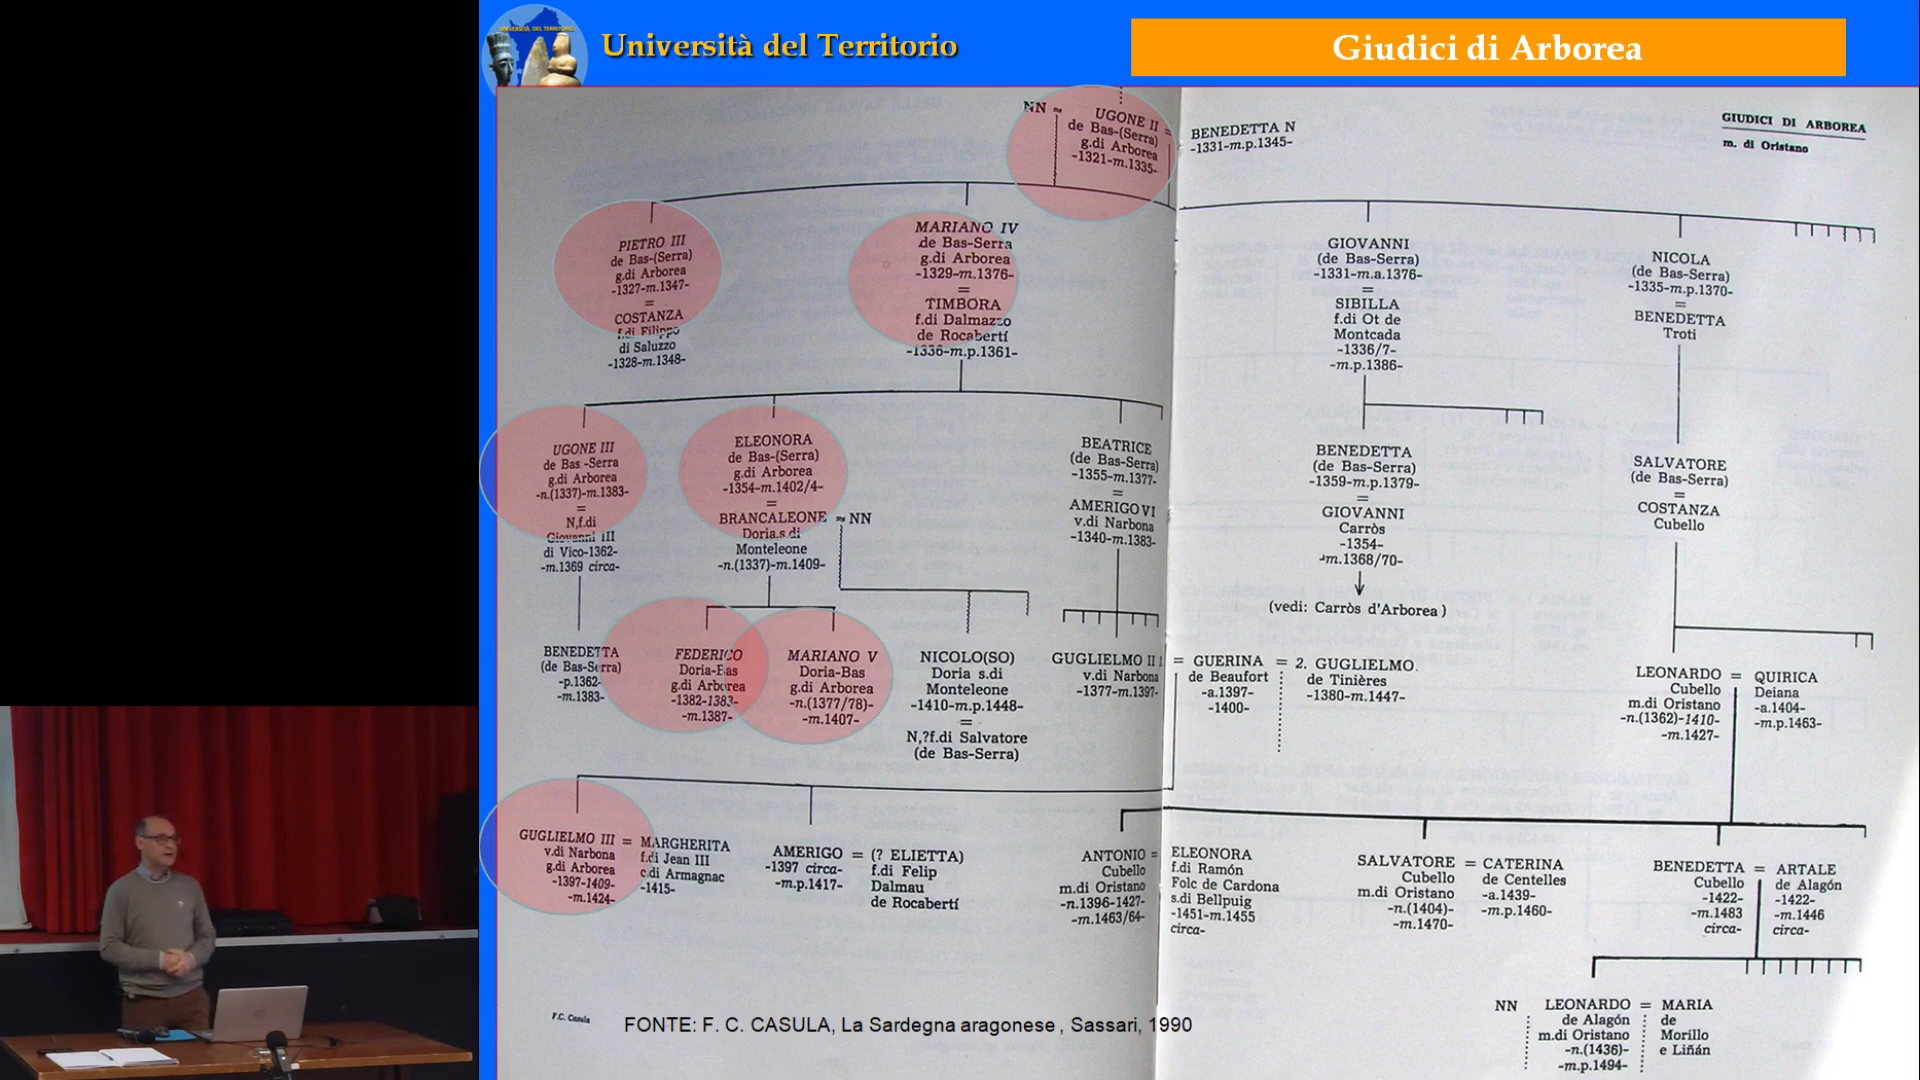 UNIVERSITÀ DEL TERRITORIO
Università del Territorio
Giudici di Arborea
GIUDICI DI ARBOREA
m. di Oristano
NN ≈
UGONE II =
de Bas-(Serra)
g.di Arborea
-1321-m.1335-
BENEDETTA N
-1331-m.p.1345-
PIETRO III
de Bas-(Serra)
g.di Arborea
-1327-m.1347-
=
COSTANZA
f.di Filippo
di Saluzzo
-1328-m.1348-
MARIANO IV
de Bas-Serra
g.di Arborea
-1329-m.1376-
=
TIMBORA
f.di Dalmazzo
de Rocabertí
-1336-m.p.1361-
GIOVANNI
(de Bas-Serra)
-1331-m.a.1376-
=
SIBILLA
f.di Ot de
Montcada
-1336/7-
-m.p.1386-
NICOLA
(de Bas-Serra)
-1335-m.p.1370-
=
BENEDETTA
Troti
UGONE III
de Bas-Serra
g.di Arborea
-n.(1337)-m.1383-
=
N,f.di
Giovanni III
di Vico-1362-
-m.1369 circa-
ELEONORA
de Bas-(Serra)
g.di Arborea
-1354-m.1402/4-
=
BRANCALEONE ≈ NN
Doria.s.di
Monteleone
-n.(1337)-m.1409-
BEATRICE
(de Bas-Serra)
-1355-m.1377-
=
AMERIGO VI
v.di Narbona
-1340-m.1383-
BENEDETTA
(de Bas-Serra)
-1359-m.p.1379-
=
GIOVANNI
Carròs
-1354-
-m.1368/70-
(vedi: Carròs d'Arborea)
SALVATORE
(de Bas-Serra)
=
COSTANZA
Cubello
BENEDETTA
(de Bas-Serra)
-p.1362-
-m.1383-
FEDERICO
Doria-Bas
g.di Arborea
-1382-1383-
-m.1387-
MARIANO V
Doria-Bas
g.di Arborea
-n.(1377/78)-
-m.1407-
NICOLO(SO)
Doria s.di
Monteleone
-1410-m.p.1448-
=
N,?f.di Salvatore
(de Bas-Serra)
GUGLIELMO II 1.
v.di Narbona
-1377-m.1397-
= GUERINA = 2. GUGLIELMO.
de Beaufort
-a.1397-
-1400-
de Tinières
-1380-m.1447-
LEONARDO = QUIRICA
Cubello
m.di Oristano
-n.(1362)-1410-
-m.1427-
Deiana
-a.1404-
-m.p.1463-
GUGLIELMO III = MARGHERITA
v.di Narbona
g.di Arborea
-1397-1409-
-m.1424-
f.di Jean III
c.di Armagnac
-1415-
AMERIGO = (? ELIETTA)
-1397 circa-
-m.p.1417-
f.di Felip
Dalmau
de Rocabertí
ANTONIO =
Cubello
m.di Oristano
-n.1396-1427-
-m.1463/64-
ELEONORA
f.di Ramón
Folc de Cardona
s.di Bellpuig
-1451-m.1455
circa-
SALVATORE = CATERINA
Cubello
m.di Oristano
-n.(1404)-
-m.1470-
de Centelles
-a.1439-
-m.p.1460-
BENEDETTA = ARTALE
Cubello
-1422-
-m.1483
circa-
de Alagón
-1422-
-m.1446
circa-
NN
LEONARDO = MARIA
de Alagón
m.di Oristano
-n.(1436)-
-m.p.1494-
de
Morillo
e Liñán
F.C. Casula
FONTE: F. C. CASULA, La Sardegna aragonese , Sassari, 1990